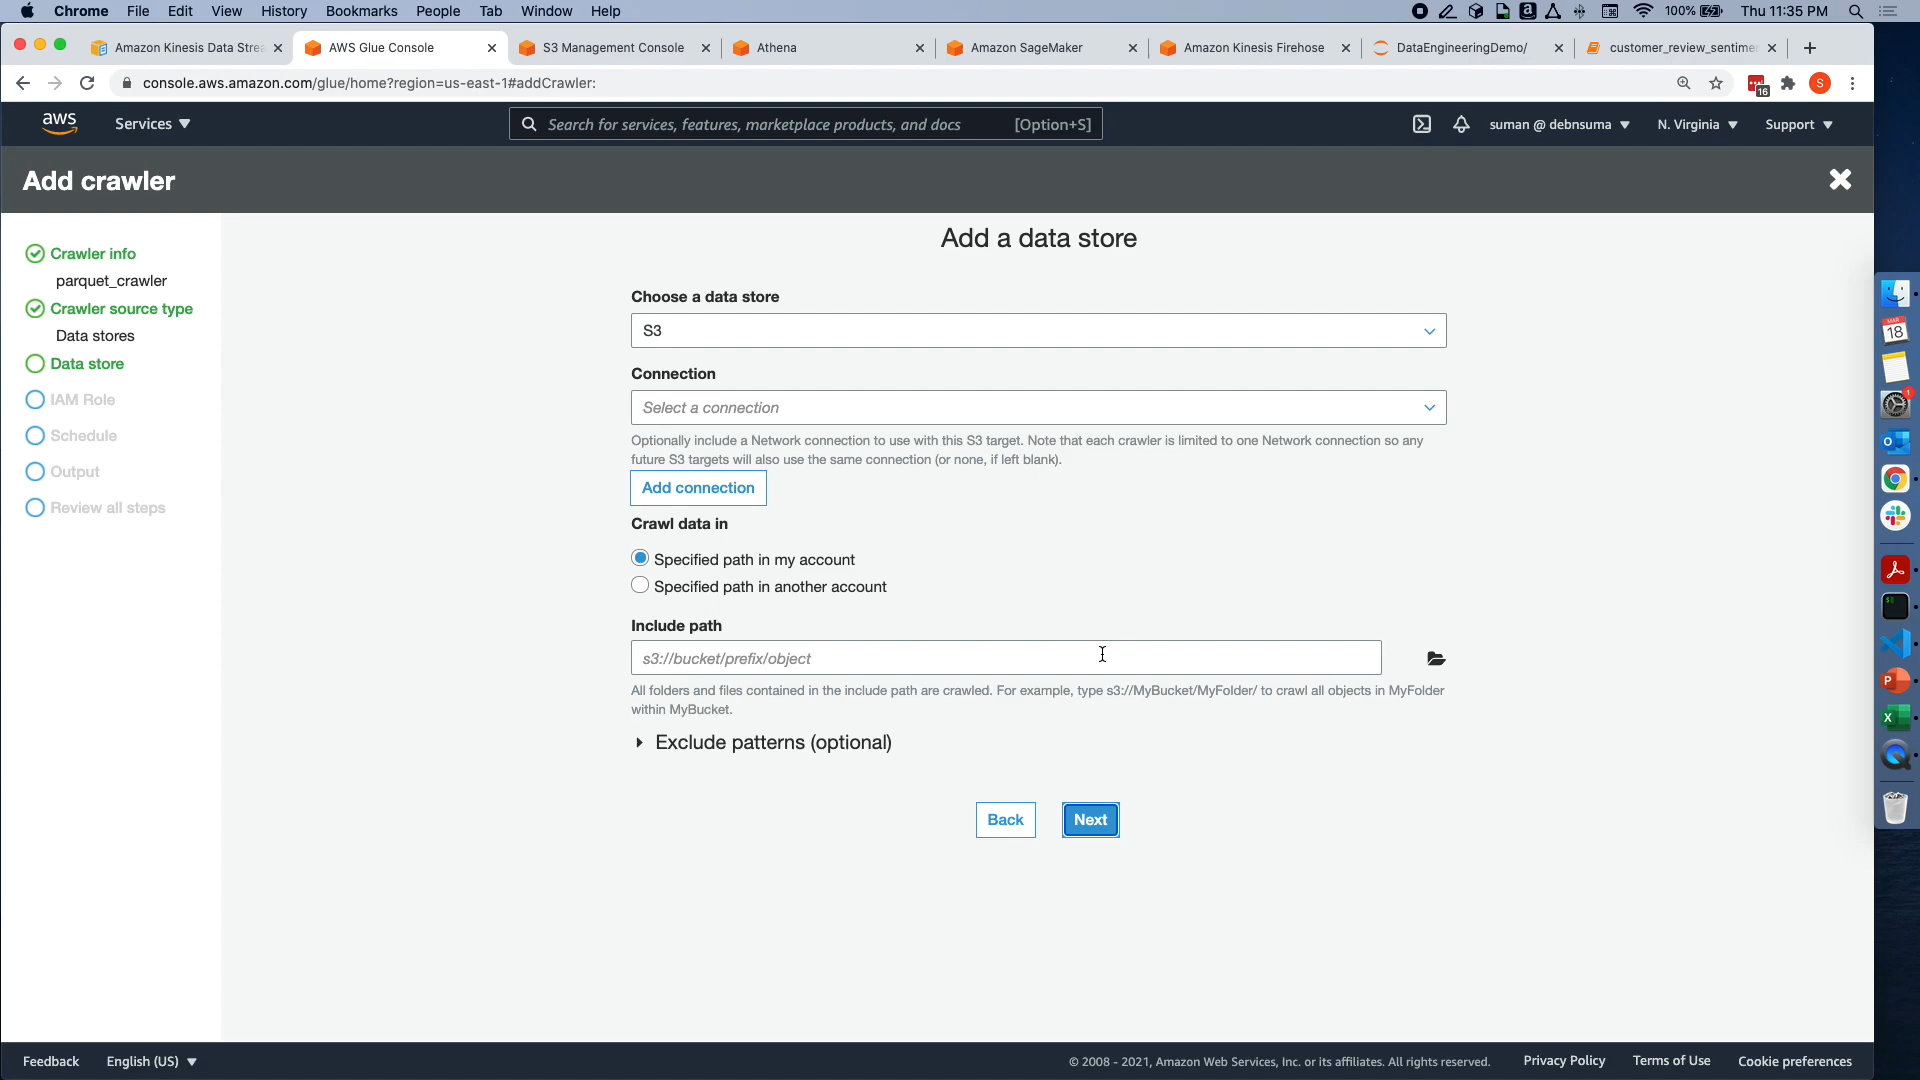 Chrome File Edit View History Bookmarks People Tab Window Help 100% Thu 11:35 PM
Amazon Kinesis Data Strea
AWS Glue Console
S3 Management Console
Athena
Amazon SageMaker
Amazon Kinesis Firehose
DataEngineeringDemo/
customer_review_sentimen
console.aws.amazon.com/glue/home?region=us-east-1#addCrawler:
16
S
aws Services Search for services, features, marketplace products, and docs [Option+S] suman @ debnsuma N. Virginia Support
Add crawler
Crawler info
parquet_crawler
Crawler source type
Data stores
Data store
IAM Role
Schedule
Output
Review all steps
Add a data store
Choose a data store
S3
Connection
Select a connection
Optionally include a Network connection to use with this S3 target. Note that each crawler is limited to one Network connection so any
future S3 targets will also use the same connection (or none, if left blank).
Add connection
Crawl data in
Specified path in my account
Specified path in another account
Include path
s3://bucket/prefix/object
All folders and files contained in the include path are crawled. For example, type s3://MyBucket/MyFolder/ to crawl all objects in MyFolder
within MyBucket.
Exclude patterns (optional)
Back Next
MAR
18
1
Feedback English (US) © 2008 - 2021, Amazon Web Services, Inc. or its affiliates. All rights reserved. Privacy Policy Terms of Use Cookie preferences